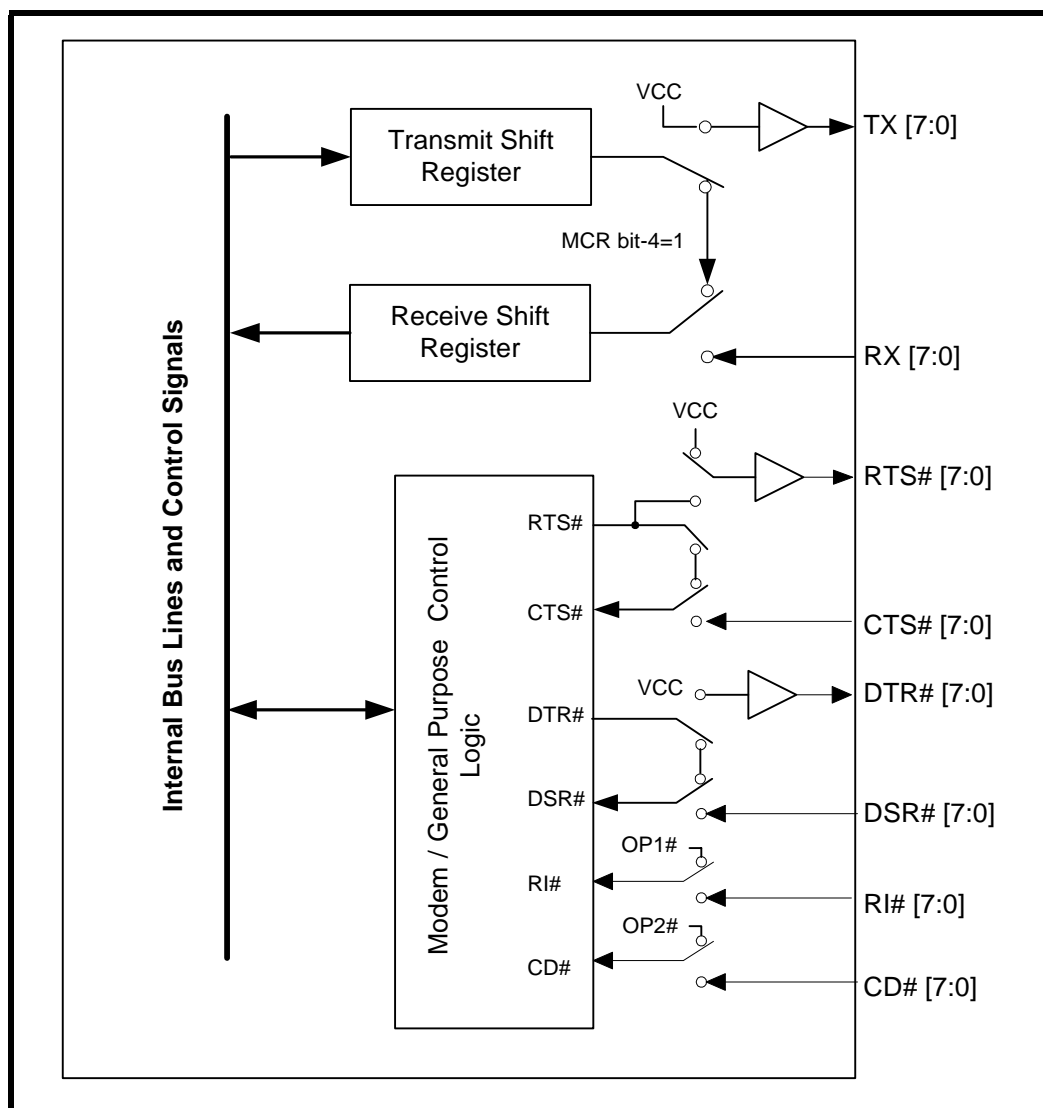 VCC
TX [7:0]
Transmit Shift
Register
MCR bit-4=1
Receive Shift
Register
RX [7:0]
Internal Bus Lines and Control Signals
VCC
RTS# [7:0]
Modem / General Purpose Control
Logic
RTS#
CTS#
CTS# [7:0]
VCC
DTR# [7:0]
DTR#
DSR#
DSR# [7:0]
OP1#
RI#
RI# [7:0]
OP2#
CD#
CD# [7:0]